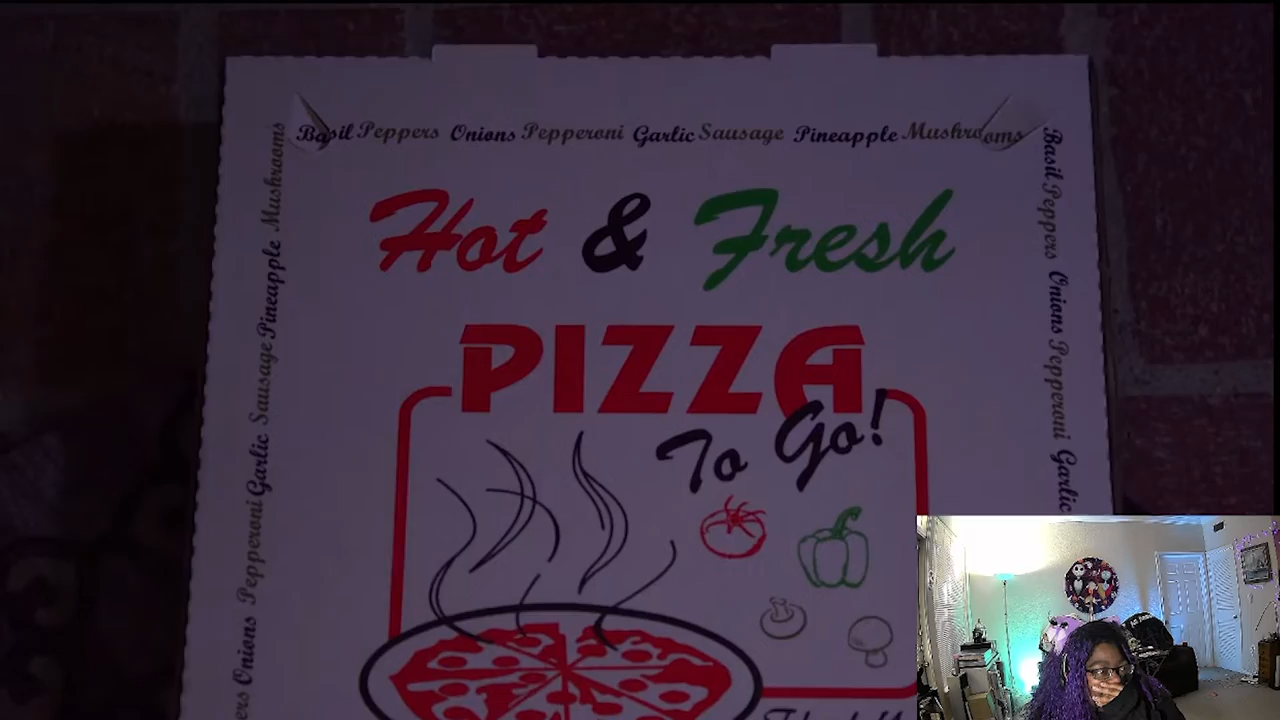 Basil Peppers Onions Pepperoni Garlic Sausage Pineapple Mushrooms
Hot & Fresh
PIZZA
To Go!
Onions Pepperoni Garlic Sausage Pineapple Mushrooms
Basil Peppers Onions Pepperoni Garlic